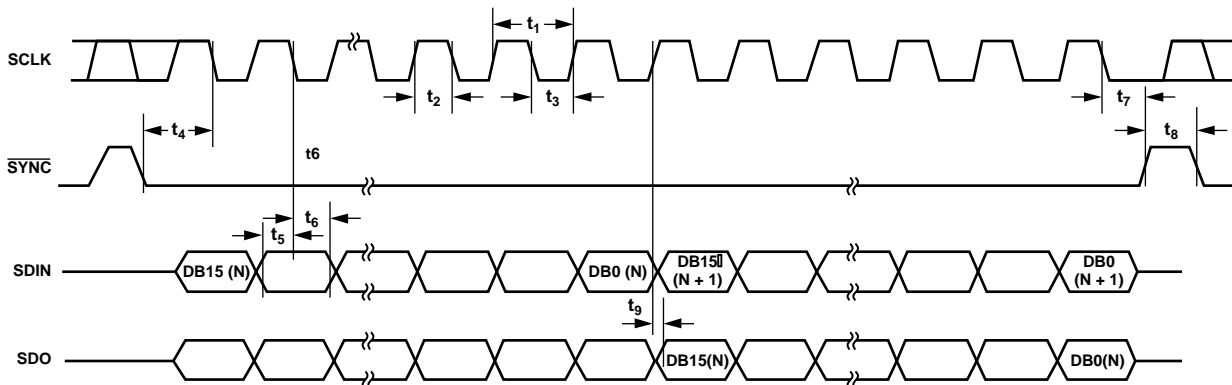 t1
SCLK
t2
t3
t7
t4
t8
t6
SYNC
t6
t5
DB15 (N)
DB0 (N)
DB15
(N + 1)
DB0
(N + 1)
SDIN
t9
SDO
DB15(N)
DB0(N)